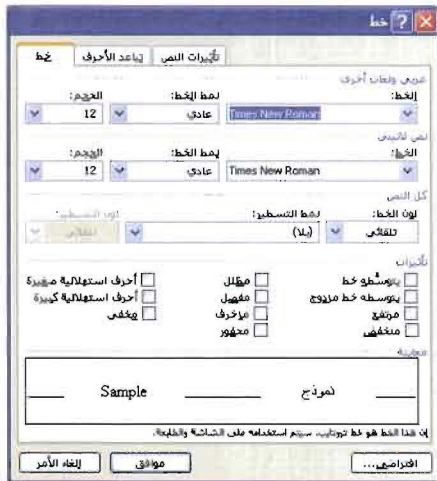 خط
خط تباعد الأحرف تأثيرات النص
عربي ولغات أخرى
الخط: نمط الخط: الحجم:
Times New Roman عادي 12
نص لاتيني
الخط: نمط الخط: الحجم:
Times New Roman عادي 12
كل النص
لون الخط: نمط التسطير: لون التسطير:
تلقائي (بلا) تلقائي
تأثيرات
يتوسطه خط مظلل أحرف استهلالية صغيرة
يتوسطه خط مزدوج مفصل أحرف استهلالية كبيرة
مرتفع مزخرف مخفي
منخفض محفور
معاينة
نموذج Sample
إن هذا الخط هو خط تروتايب. سيتم استخدامه على الشاشة والطابعة.
افتراضي... موافق إلغاء الأمر